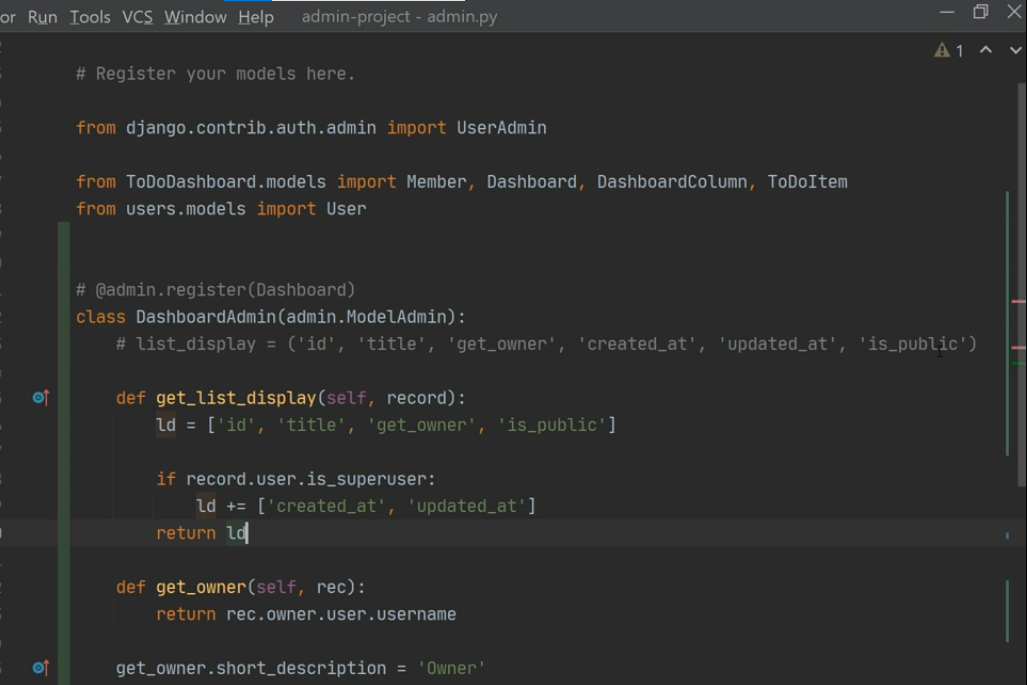 or Run Tools VCS Window Help admin-project - admin.py
1
# Register your models here.
from django.contrib.auth.admin import UserAdmin
from ToDoDashboard.models import Member, Dashboard, DashboardColumn, ToDoItem
from users.models import User
# @admin.register(Dashboard)
class DashboardAdmin(admin.ModelAdmin):
# list_display = ('id', 'title', 'get_owner', 'created_at', 'updated_at', 'is_public')
def get_list_display(self, record):
ld = ['id', 'title', 'get_owner', 'is_public']
if record.user.is_superuser:
ld += ['created_at', 'updated_at']
return ld
def get_owner(self, rec):
return rec.owner.user.username
get_owner.short_description = 'Owner'